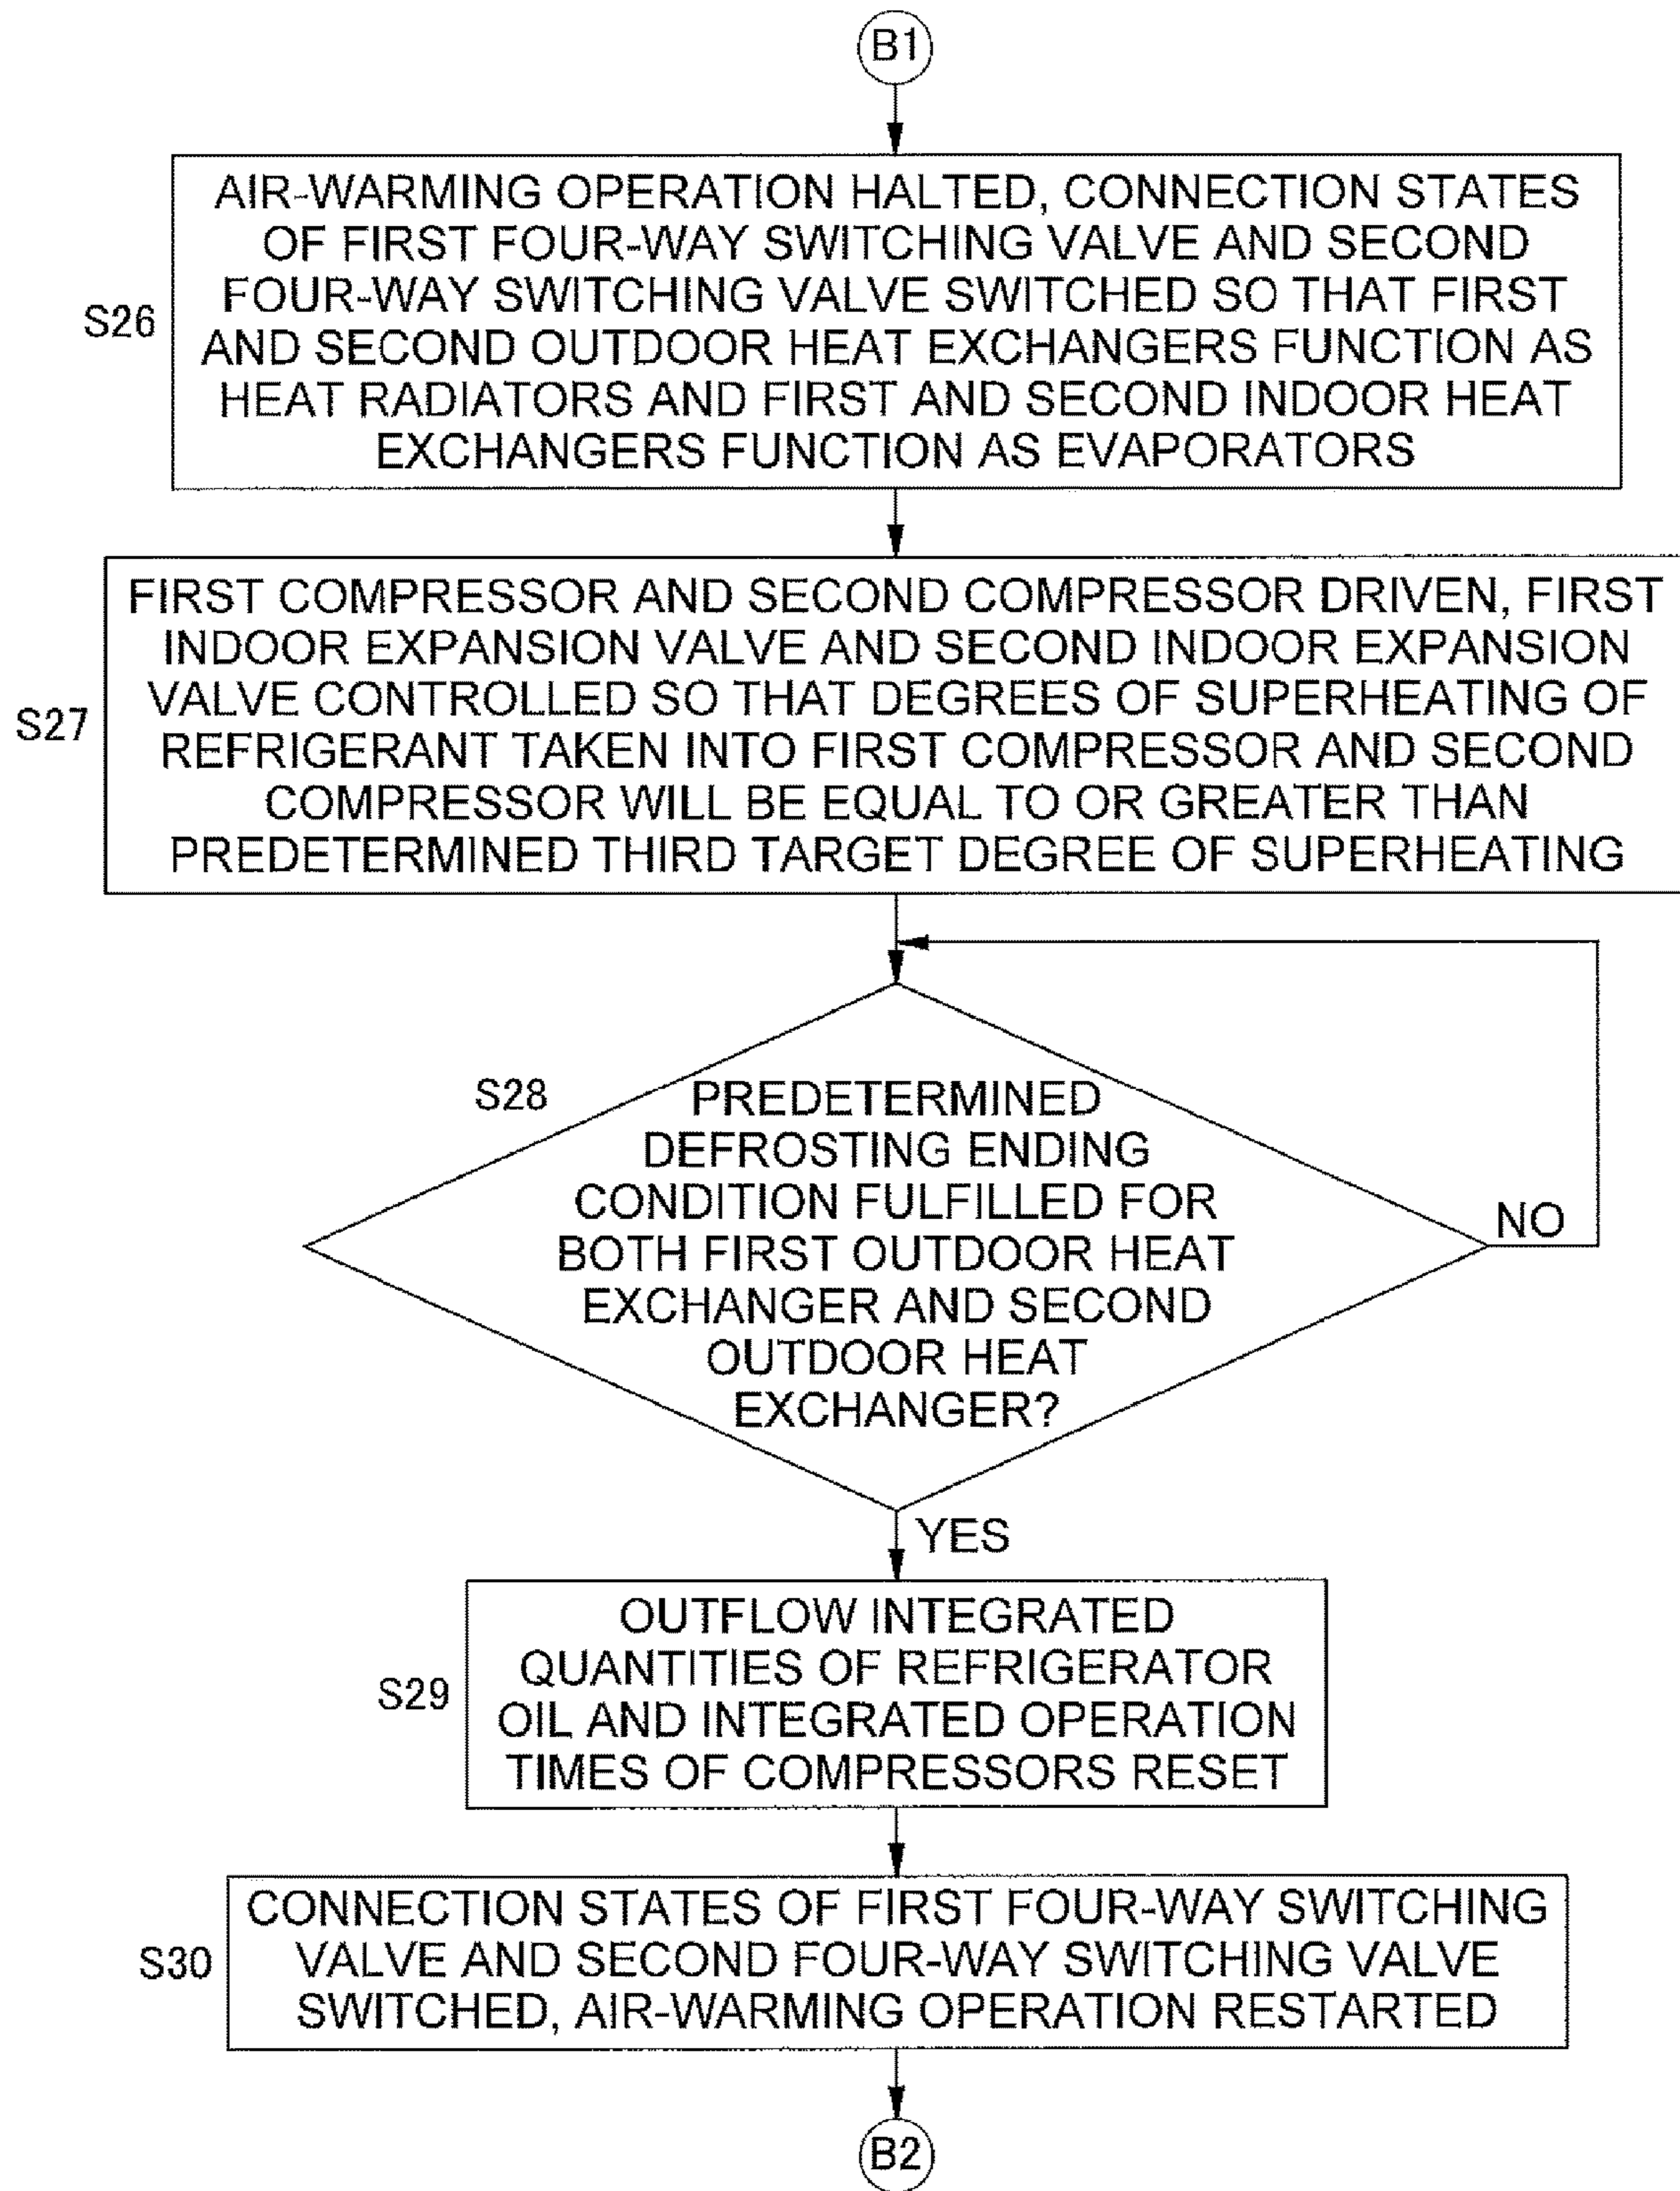 B1
AIR-WARMING OPERATION HALTED, CONNECTION STATES
OF FIRST FOUR-WAY SWITCHING VALVE AND SECOND
FOUR-WAY SWITCHING VALVE SWITCHED SO THAT FIRST
AND SECOND OUTDOOR HEAT EXCHANGERS FUNCTION AS
HEAT RADIATORS AND FIRST AND SECOND INDOOR HEAT
EXCHANGERS FUNCTION AS EVAPORATORS
S26
FIRST COMPRESSOR AND SECOND COMPRESSOR DRIVEN, FIRST
INDOOR EXPANSION VALVE AND SECOND INDOOR EXPANSION
VALVE CONTROLLED SO THAT DEGREES OF SUPERHEATING OF
REFRIGERANT TAKEN INTO FIRST COMPRESSOR AND SECOND
COMPRESSOR WILL BE EQUAL TO OR GREATER THAN
PREDETERMINED THIRD TARGET DEGREE OF SUPERHEATING
S27
S28
PREDETERMINED
DEFROSTING ENDING
CONDITION FULFILLED FOR
BOTH FIRST OUTDOOR HEAT
EXCHANGER AND SECOND
OUTDOOR HEAT
EXCHANGER?
NO
YES
OUTFLOW INTEGRATED
QUANTITIES OF REFRIGERATOR
OIL AND INTEGRATED OPERATION
TIMES OF COMPRESSORS RESET
S29
CONNECTION STATES OF FIRST FOUR-WAY SWITCHING
VALVE AND SECOND FOUR-WAY SWITCHING VALVE
SWITCHED, AIR-WARMING OPERATION RESTARTED
S30
B2